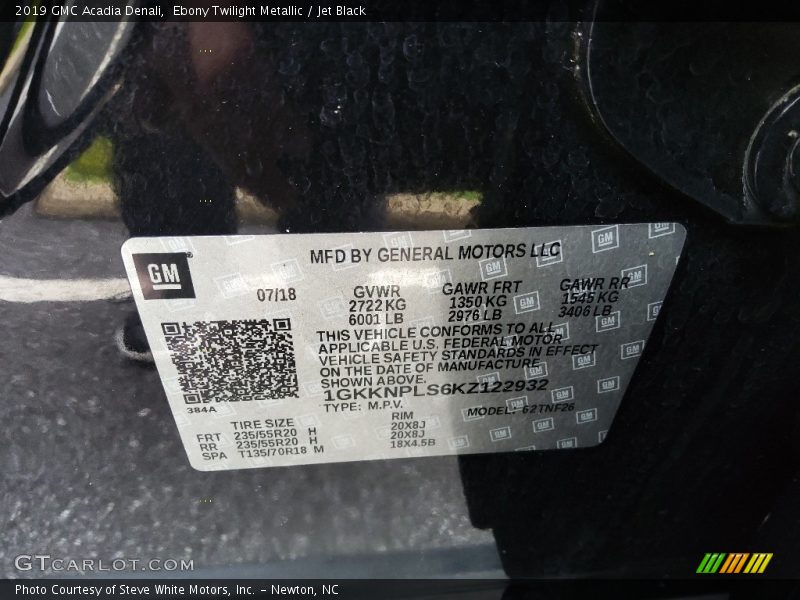 2019 GMC Acadia Denali, Ebony Twilight Metallic / Jet Black
MFD BY GENERAL MOTORS LLC
GM
07/18
GVWR GAWR FRT GAWR RR
2722 KG 1350 KG 1545 KG
6001 LB 2976 LB 3406 LB
THIS VEHICLE CONFORMS TO ALL
APPLICABLE U.S. FEDERAL MOTOR
VEHICLE SAFETY STANDARDS IN EFFECT
ON THE DATE OF MANUFACTURE
SHOWN ABOVE.
1GKKNPLS6KZ122932
TYPE: M.P.V. MODEL: 62TNF26
384A
TIRE SIZE RIM
FRT 235/55R20 H 20X8J
RR 235/55R20 H 20X8J
SPA T135/70R18 M 18X4.5B
GTCARLOT.COM
Photo Courtesy of Steve White Motors, Inc. – Newton, NC